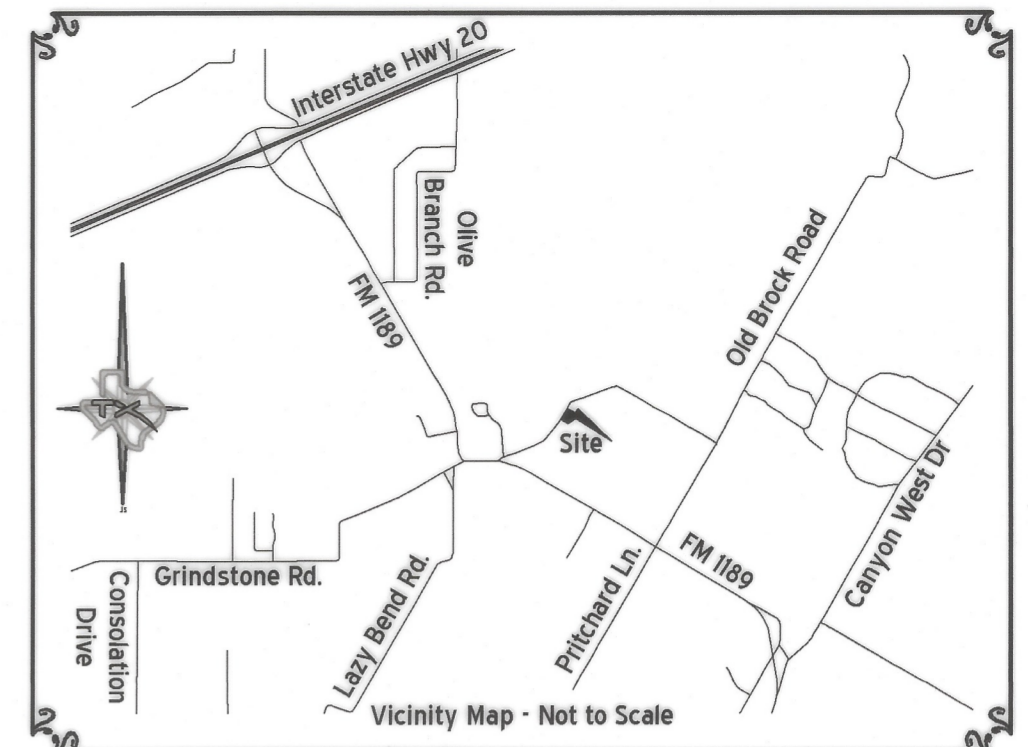 Interstate Hwy 20
Olive
Branch Rd.
FM 1189
Old Brock Road
TX
Site
Canyon West Dr
JS
Grindstone Rd.
Consolation
Drive
Lazy Bend Rd.
Pritchard Ln.
FM 1189
Vicinity Map - Not to Scale